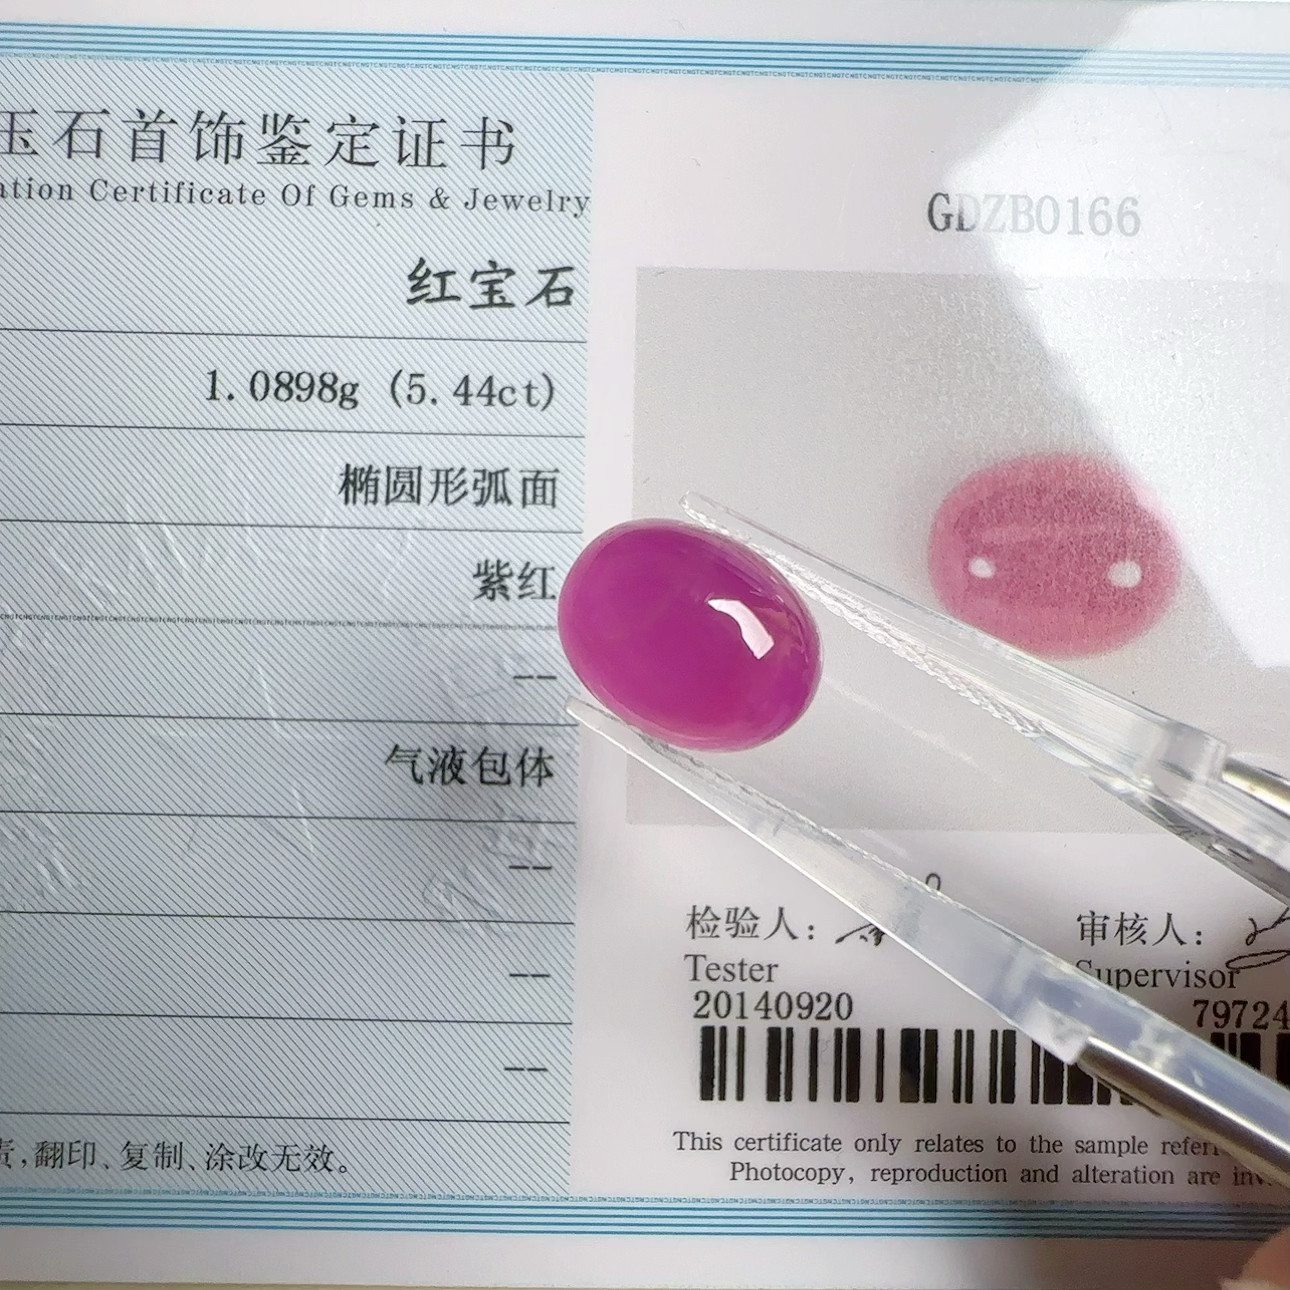 玉石首饰鉴定证书
ation Certificate Of Gems & Jewelry
红宝石
1.0898g (5.44ct)
椭圆形弧面
紫红
--
气液包体
--
--
--
责,翻印、复制、涂改无效。
GDZB0166
检验人:
审核人:
Tester
Supervisor
20140920
79724
This certificate only relates to the sample refer
Photocopy, reproduction and alteration are inv